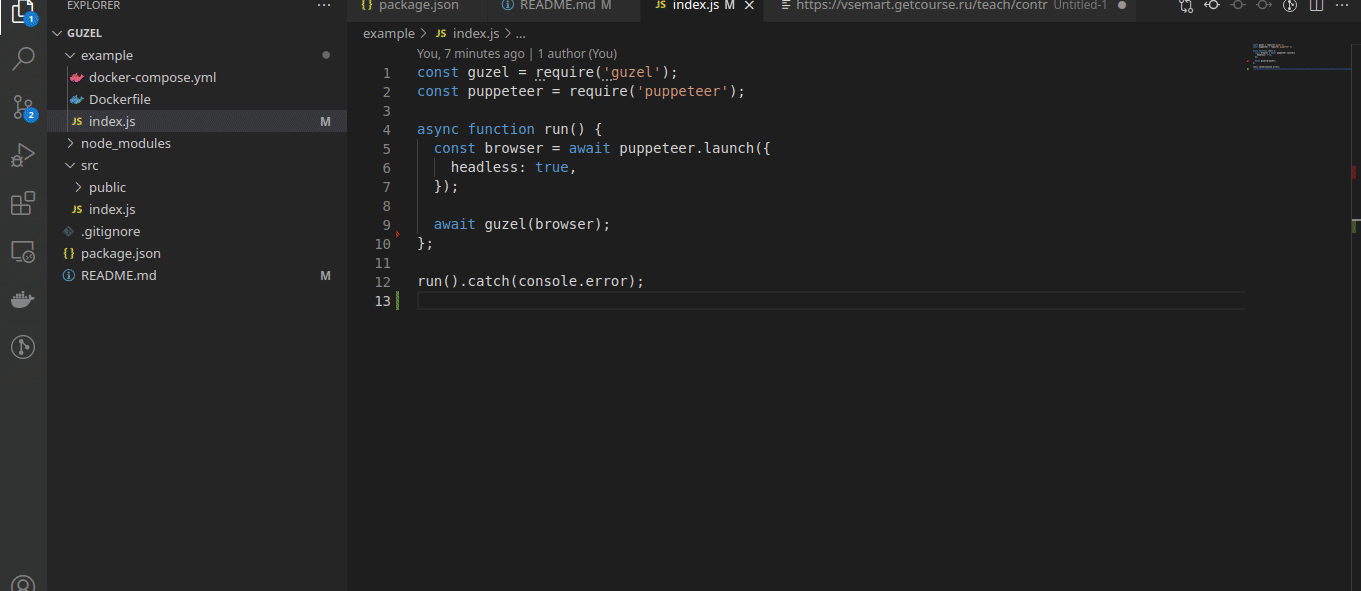 EXPLORER
package.json
README.md M
JS index.js M
https://vsemart.getcourse.ru/teach/contr Untitled-1
1
GUZEL
example
docker-compose.yml
Dockerfile
JS index.js M
node_modules
src
public
JS index.js
.gitignore
{} package.json
README.md M
2
example > JS index.js > ...
You, 7 minutes ago | 1 author (You)
1 const guzel = require('guzel');
2 const puppeteer = require('puppeteer');
3
4 async function run() {
5 const browser = await puppeteer.launch({
6 headless: true,
7 });
8
9 await guzel(browser);
10 };
11
12 run().catch(console.error);
13